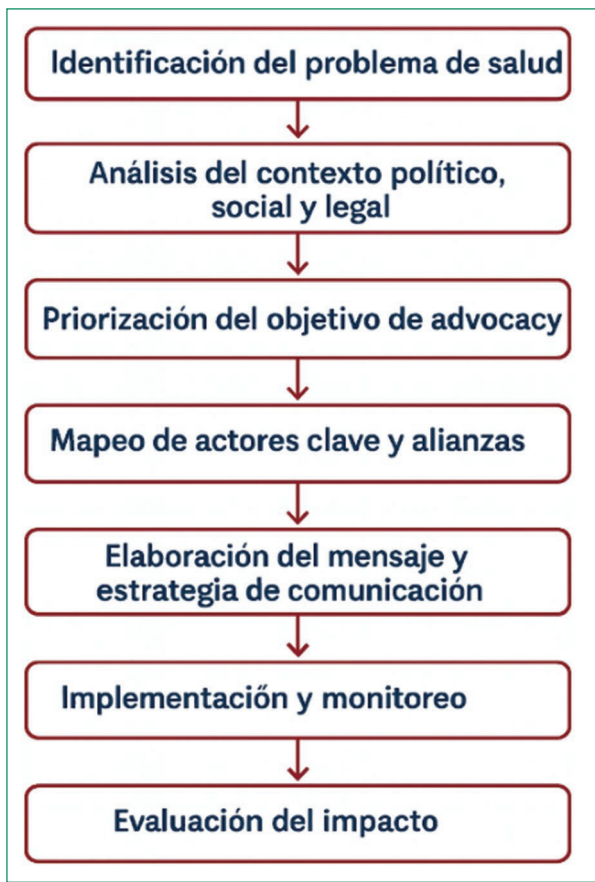 Identificación del problema de salud
Análisis del contexto político,
social y legal
Priorización del objetivo de advocacy
Mapeo de actores clave y alianzas
Elaboración del mensaje y
estrategia de comunicación
Implementación y monitoreo
Evaluación del impacto